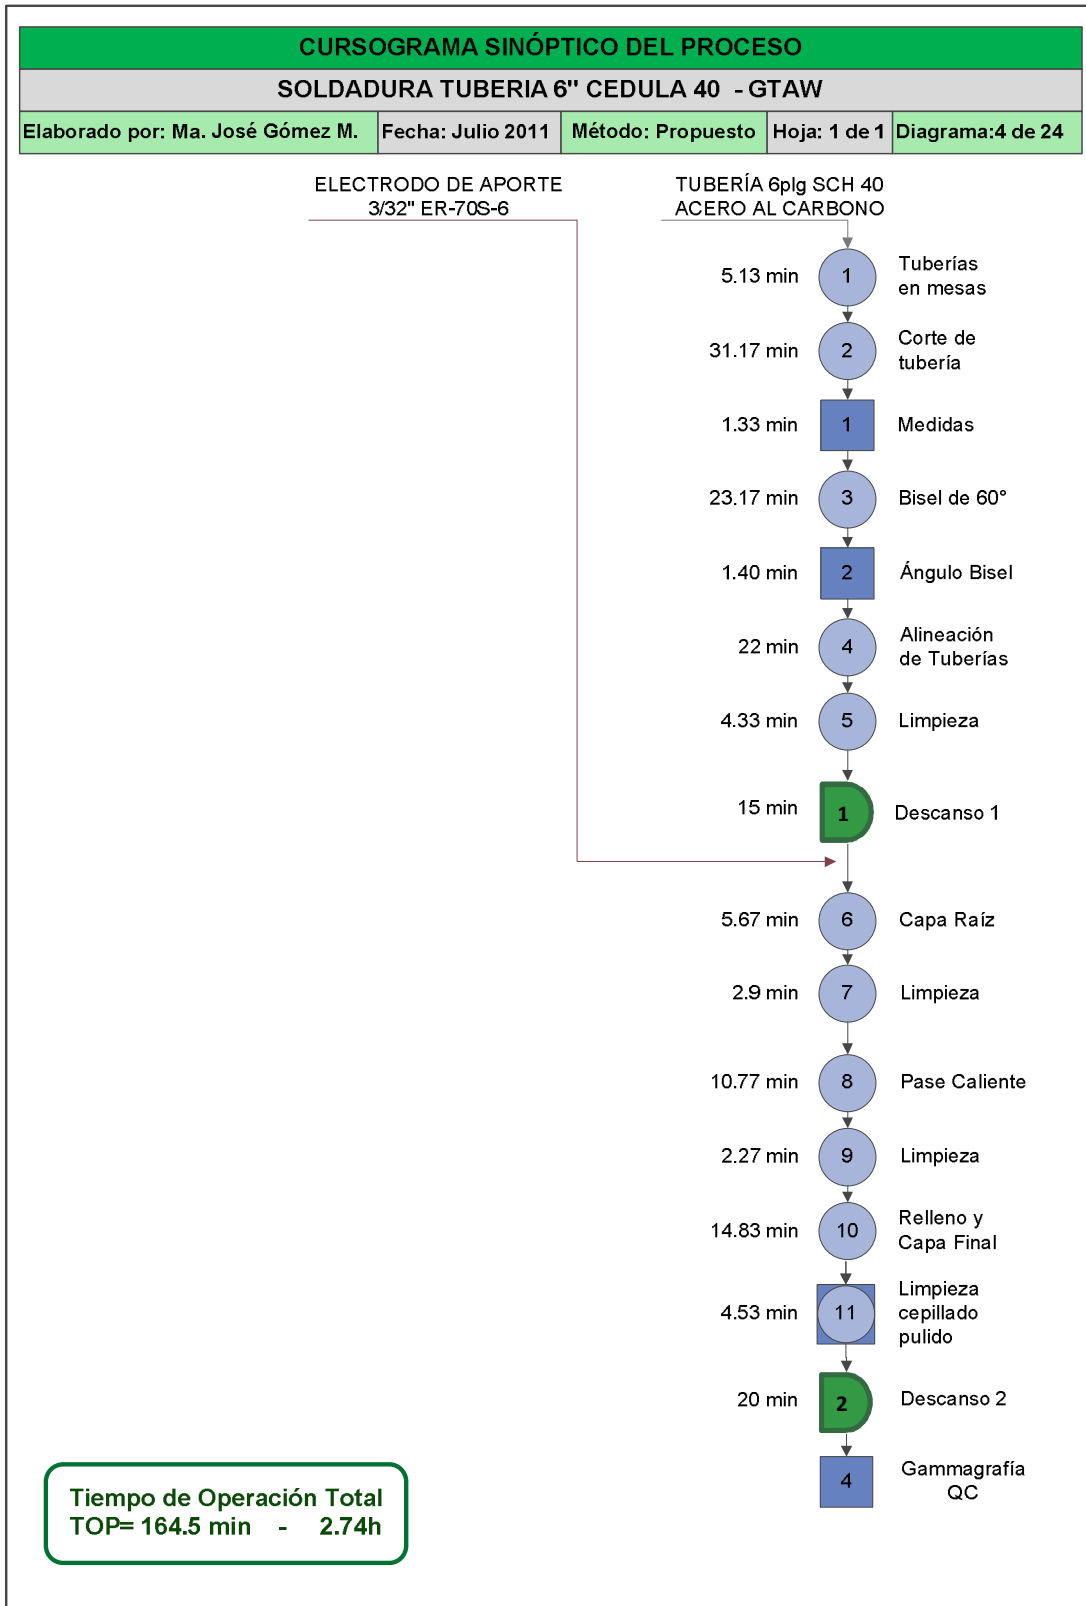 CURSOGRAMA SINÓPTICO DEL PROCESO
SOLDADURA TUBERIA 6" CEDULA 40 - GTAW
Elaborado por: Ma. José Gómez M. Fecha: Julio 2011 Método: Propuesto Hoja: 1 de 1 Diagrama:4 de 24
ELECTRODO DE APORTE
3/32" ER-70S-6
TUBERÍA 6plg SCH 40
ACERO AL CARBONO
5.13 min 1 Tuberías
en mesas
31.17 min 2 Corte de
tubería
1.33 min 1 Medidas
23.17 min 3 Bisel de 60°
1.40 min 2 Ángulo Bisel
22 min 4 Alineación
de Tuberías
4.33 min 5 Limpieza
15 min 1 Descanso 1
5.67 min 6 Capa Raíz
2.9 min 7 Limpieza
10.77 min 8 Pase Caliente
2.27 min 9 Limpieza
14.83 min 10 Relleno y
Capa Final
4.53 min 11 Limpieza
cepillado
pulido
20 min 2 Descanso 2
4 Gammagrafía
QC
Tiempo de Operación Total
TOP= 164.5 min - 2.74h